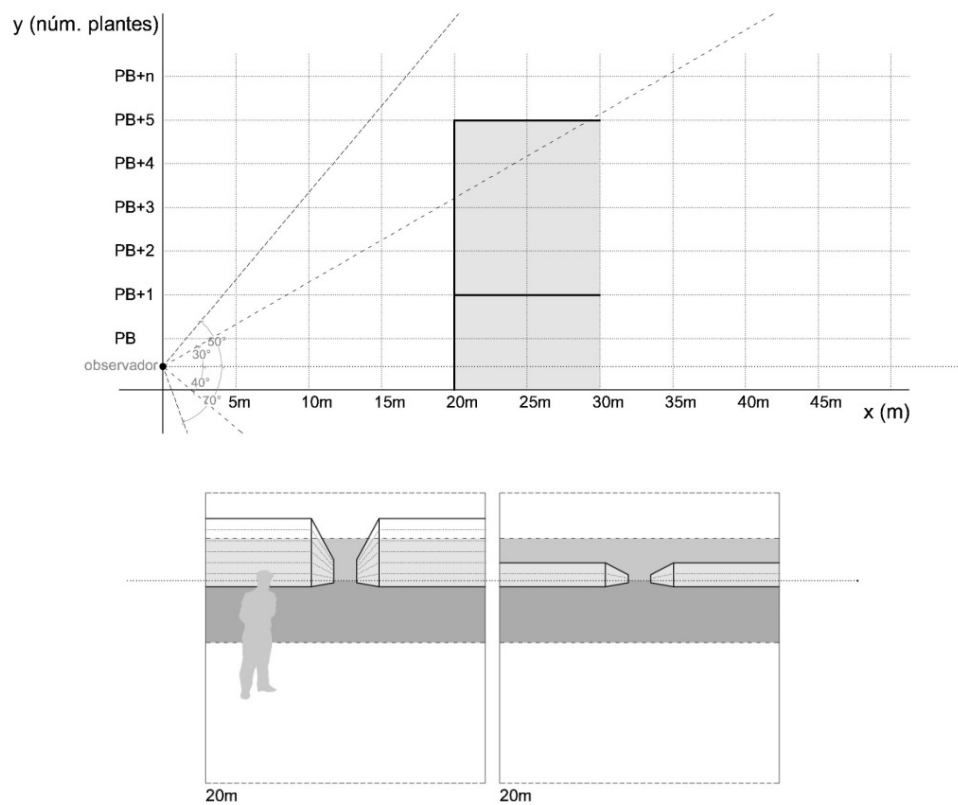 y (núm. plantes)
PB+n
PB+5
PB+4
PB+3
PB+2
PB+1
PB
50°
30°
observador
40°
70°
5m 10m 15m 20m 25m 30m 35m 40m 45m
x (m)
20m 20m